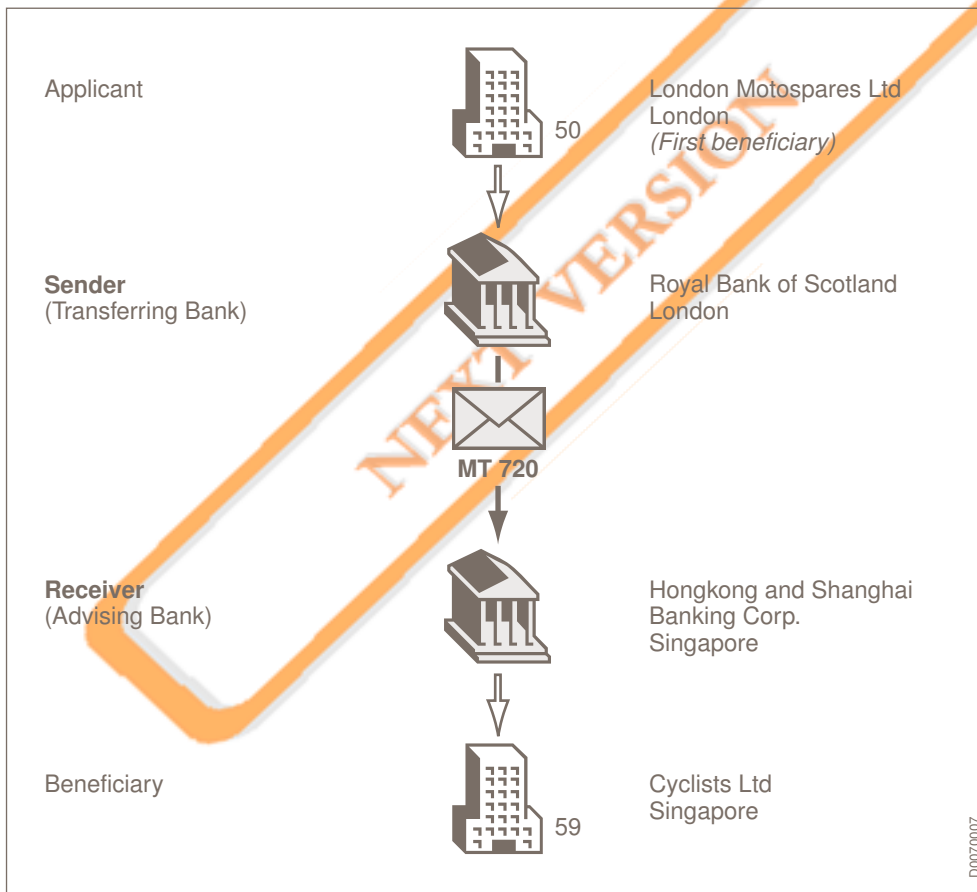 Applicant
50
London Motospares Ltd
London
(First beneficiary)
Sender
(Transferring Bank)
Royal Bank of Scotland
London
NEXT VERSION
MT 720
Receiver
(Advising Bank)
Hongkong and Shanghai
Banking Corp.
Singapore
Beneficiary
59
Cyclists Ltd
Singapore
D0070007